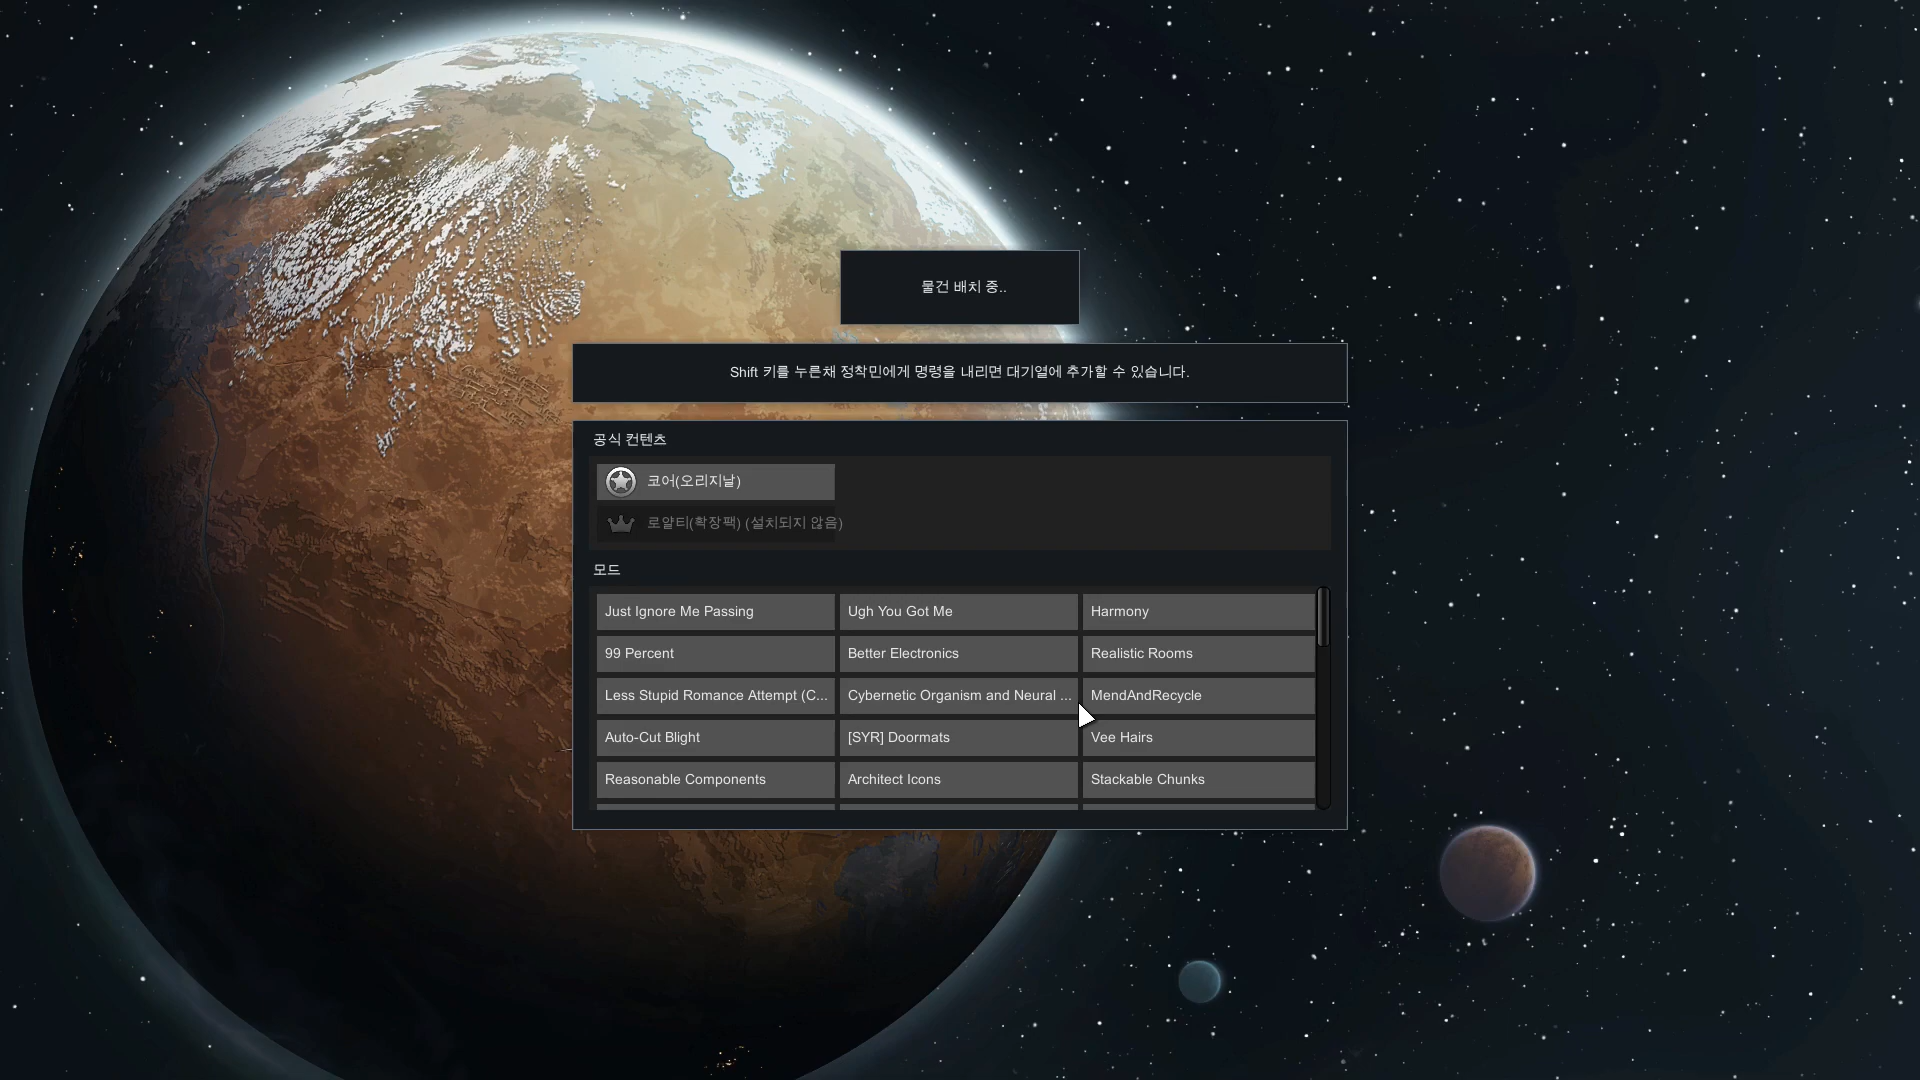 물건 배치 중..
Shift 키를 누른채 정착민에게 명령을 내리면 대기열에 추가할 수 있습니다.
공식 컨텐츠
코어(오리지날)
로얄티(확장팩) (설치되지 않음)
모드
Just Ignore Me Passing
Ugh You Got Me
Harmony
99 Percent
Better Electronics
Realistic Rooms
Less Stupid Romance Attempt (C...
Cybernetic Organism and Neural ...
MendAndRecycle
Auto-Cut Blight
[SYR] Doormats
Vee Hairs
Reasonable Components
Architect Icons
Stackable Chunks